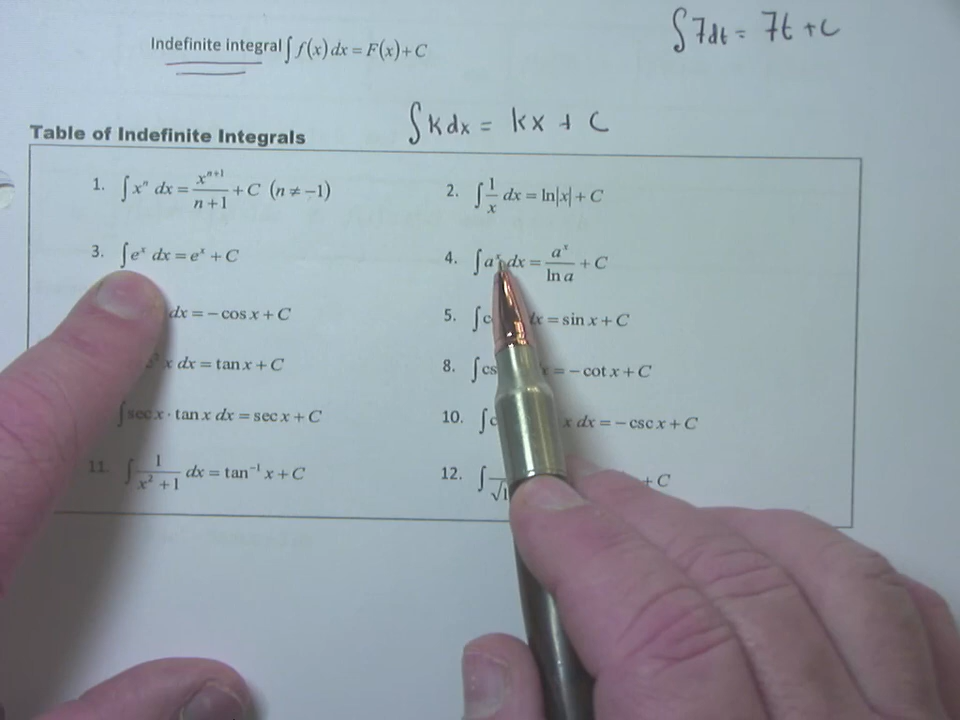 ∫7dt = 7t + C
Indefinite integral ∫ f(x) dx = F(x) + C
∫ k dx = kx + C
Table of Indefinite Integrals
1. ∫ xⁿ dx = xⁿ⁺¹/(n+1) + C (n ≠ −1)
2. ∫ 1/x dx = ln|x| + C
3. ∫ eˣ dx = eˣ + C
4. ∫ aˣ dx = aˣ/ln a + C
dx = −cos x + C
5. ∫ dx = sin x + C
x dx = tan x + C
8. ∫ cs = −cot x + C
∫ sec x · tan x dx = sec x + C
10. ∫ x dx = −csc x + C
11. ∫ 1/(x² + 1) dx = tan⁻¹ x + C
12. ∫ + C